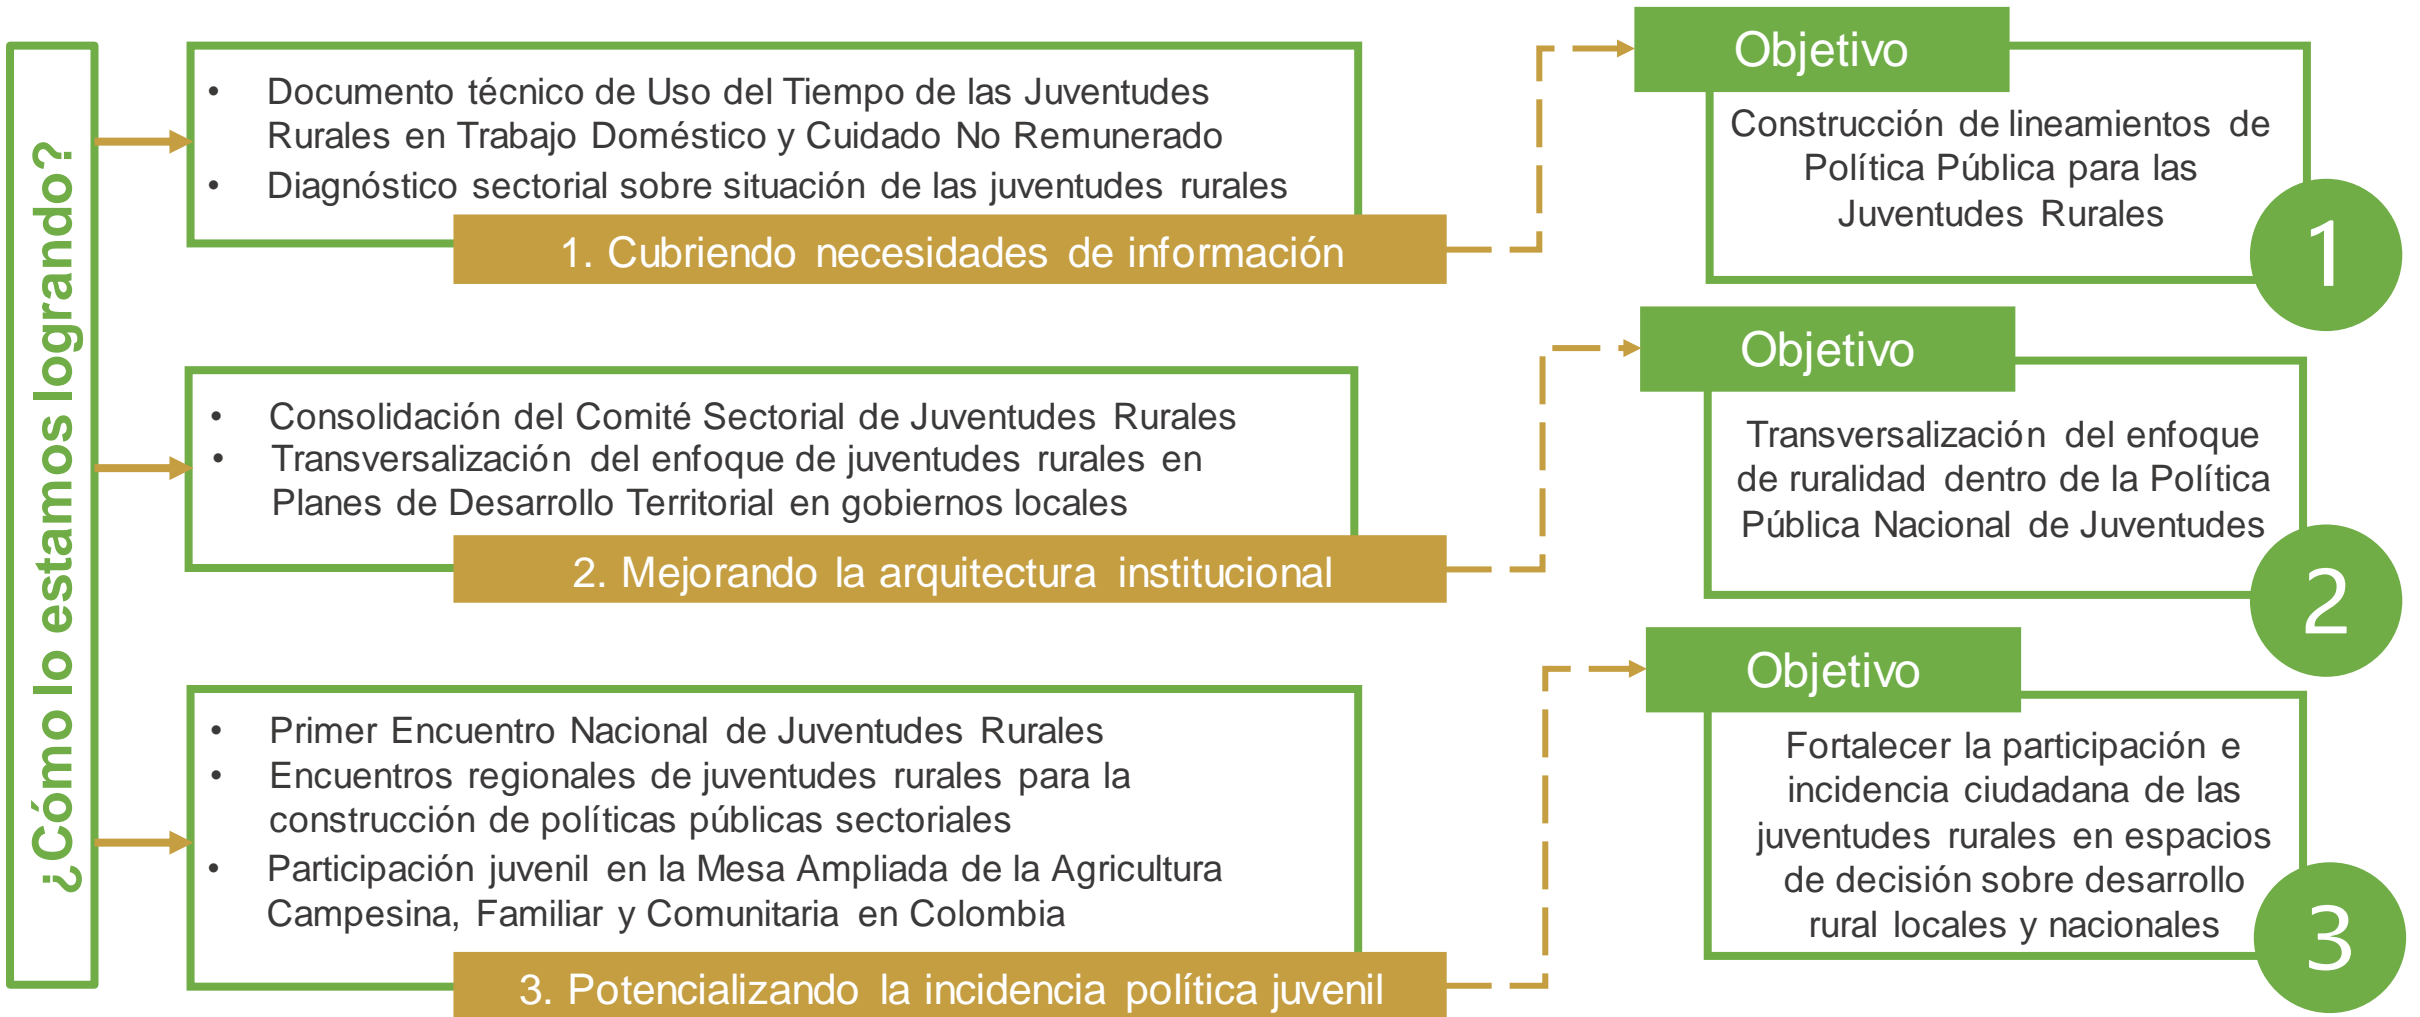 ¿Cómo lo estamos logrando?
• Documento técnico de Uso del Tiempo de las Juventudes
Rurales en Trabajo Doméstico y Cuidado No Remunerado
• Diagnóstico sectorial sobre situación de las juventudes rurales
1. Cubriendo necesidades de información
Objetivo
Construcción de lineamientos de
Política Pública para las
Juventudes Rurales
1
• Consolidación del Comité Sectorial de Juventudes Rurales
• Transversalización del enfoque de juventudes rurales en
Planes de Desarrollo Territorial en gobiernos locales
2. Mejorando la arquitectura institucional
Objetivo
Transversalización del enfoque
de ruralidad dentro de la Política
Pública Nacional de Juventudes
2
• Primer Encuentro Nacional de Juventudes Rurales
• Encuentros regionales de juventudes rurales para la
construcción de políticas públicas sectoriales
• Participación juvenil en la Mesa Ampliada de la Agricultura
Campesina, Familiar y Comunitaria en Colombia
3. Potencializando la incidencia política juvenil
Objetivo
Fortalecer la participación e
incidencia ciudadana de las
juventudes rurales en espacios
de decisión sobre desarrollo
rural locales y nacionales
3